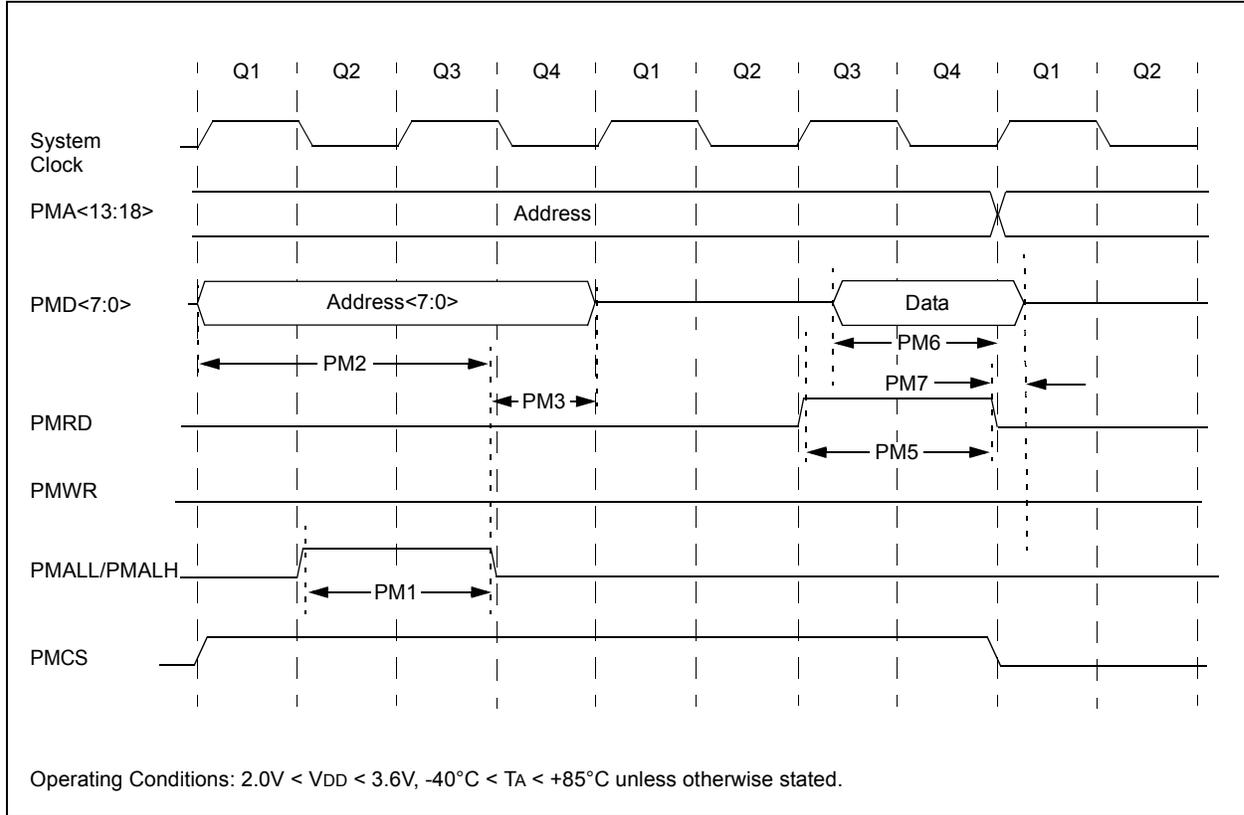 Q1 Q2 Q3 Q4 Q1 Q2 Q3 Q4 Q1 Q2
System
Clock
PMA<13:18>
Address
PMD<7:0>
Address<7:0>
Data
PM2
PM6
PM7
PM3
PMRD
PM5
PMWR
PMALL/PMALH
PM1
PMCS
Operating Conditions: 2.0V < VDD < 3.6V, -40°C < TA < +85°C unless otherwise stated.